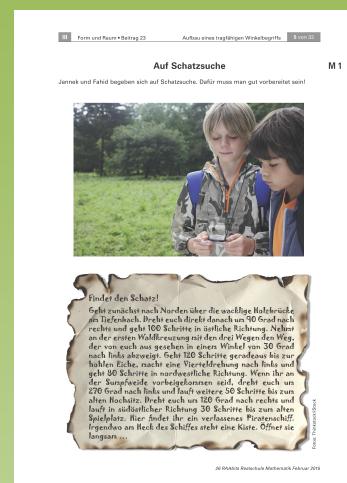 III Form und Raum • Beitrag 23 Aufbau eines tragfähigen Winkelbegriffs 5 von 32
Auf Schatzsuche M 1
Jannek und Fahid begeben sich auf Schatzsuche. Dafür muss man gut vorbereitet sein!
Findet den Schatz!
Geht zunächst nach Norden über die wacklige Holzbrücke
am Tiefenbach. Dreht euch direkt danach um 90 Grad nach
rechts und geht 100 Schritte in östliche Richtung. Nehmt
an der ersten Waldkreuzung mit den drei Wegen den Weg,
der von euch aus gesehen in einem Winkel von 30 Grad
nach links abzweigt. Geht 120 Schritte geradeaus bis zur
hohlen Eiche, macht eine Vierteldrehung nach links und
geht 80 Schritte in nordwestliche Richtung. Wenn ihr an
der Sumpfweide vorbeigekommen seid, dreht euch um
270 Grad nach links und lauft weitere 50 Schritte bis zum
alten Hochsitz. Dreht euch um 120 Grad nach rechts und
lauft in südöstlicher Richtung 30 Schritte bis zum alten
Spielplatz. Hier findet ihr ein verlassenes Piratenschiff.
Irgendwo am Heck des Schiffes steht eine Kiste. Öffnet sie
langsam ...
Fotos: Thinkstock/iStock
36 RAAbits Realschule Mathematik Februar 2015